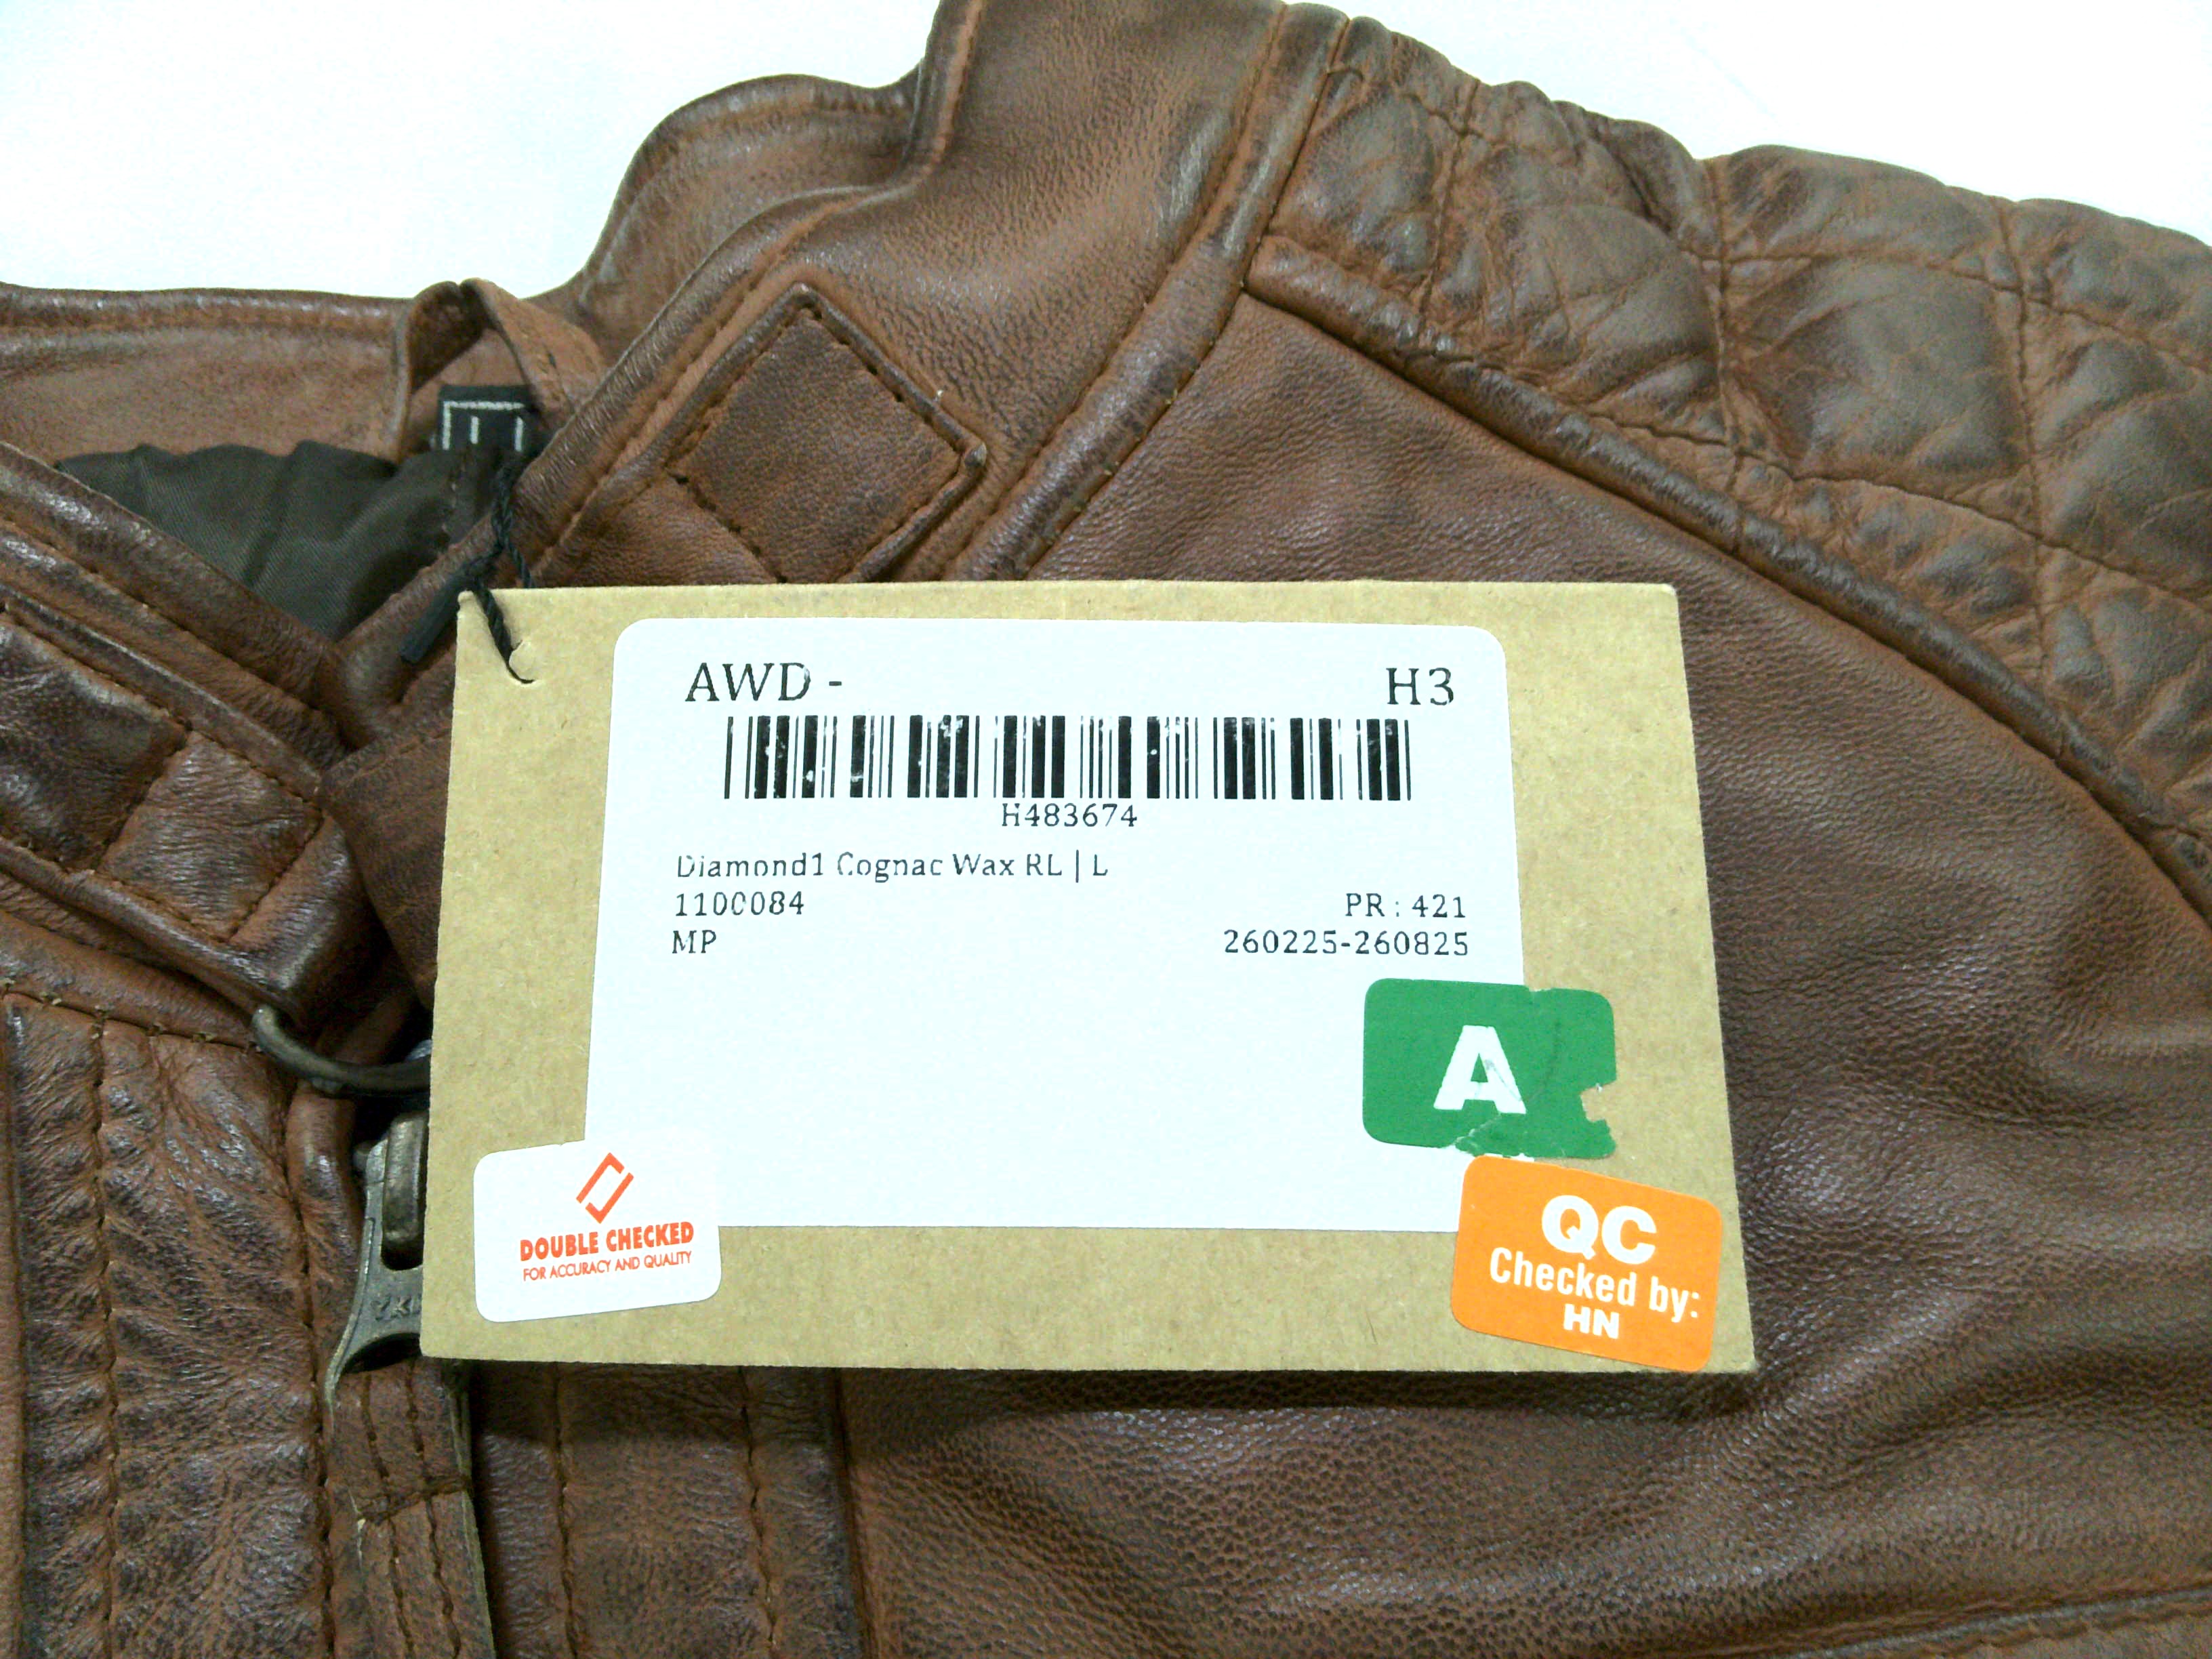 AWD - H3
H483674
Diamond1 Cognac Wax RL | L
1100084 PR : 421
MP 260225-260825
A
DOUBLE CHECKED
FOR ACCURACY AND QUALITY
QC
Checked by:
HN